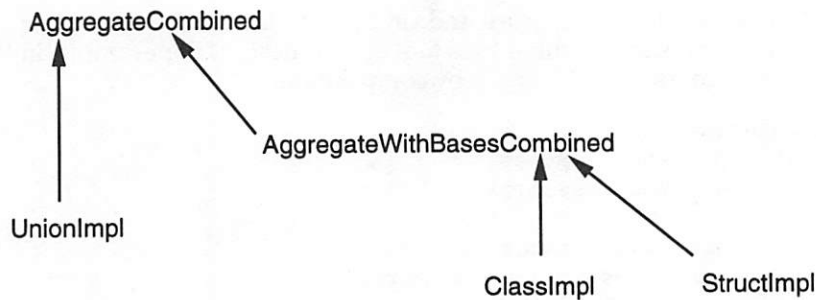 AggregateCombined
AggregateWithBasesCombined
UnionImpl
ClassImpl
StructImpl